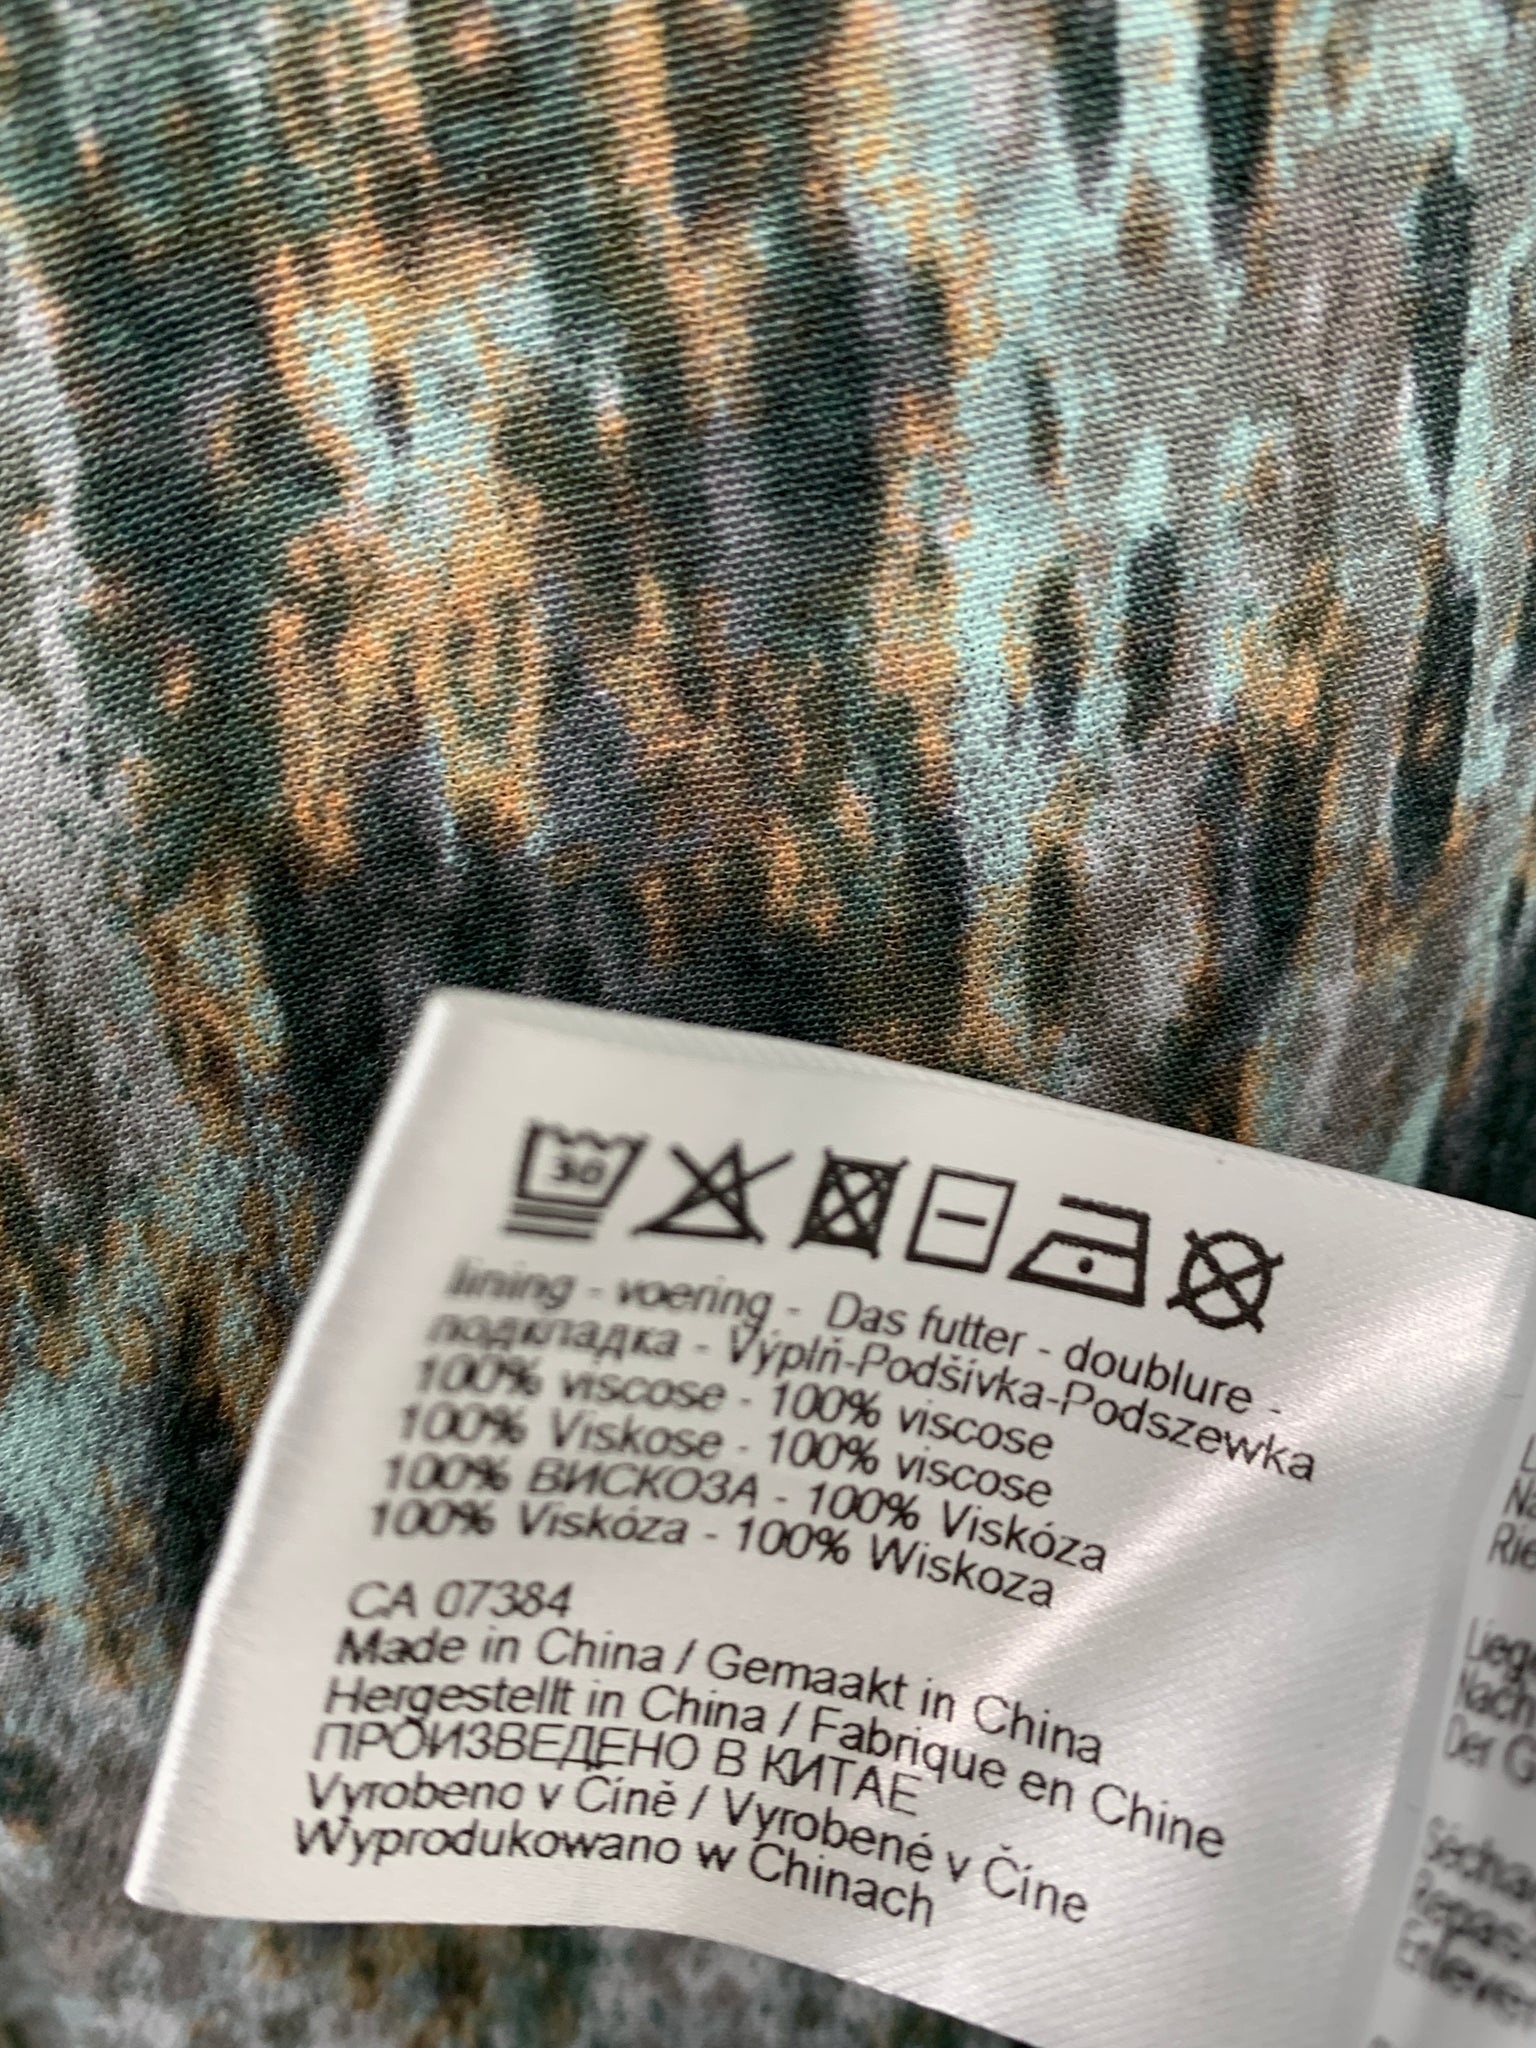 30
lining - voering - Das futter - doublure -
подкладка - Výplň-Podšívka-Podszewka
100% viscose - 100% viscose
100% Viskose - 100% viscose
100% ВИСКОЗА - 100% Viskóza
100% Viskóza - 100% Wiskoza
CA 07384
Made in China / Gemaakt in China
Hergestellt in China / Fabrique en Chine
ПРОИЗВЕДЕНО В КИТАЕ
Vyrobeno v Číně / Vyrobené v Číne
Wyprodukowano w Chinach
Der